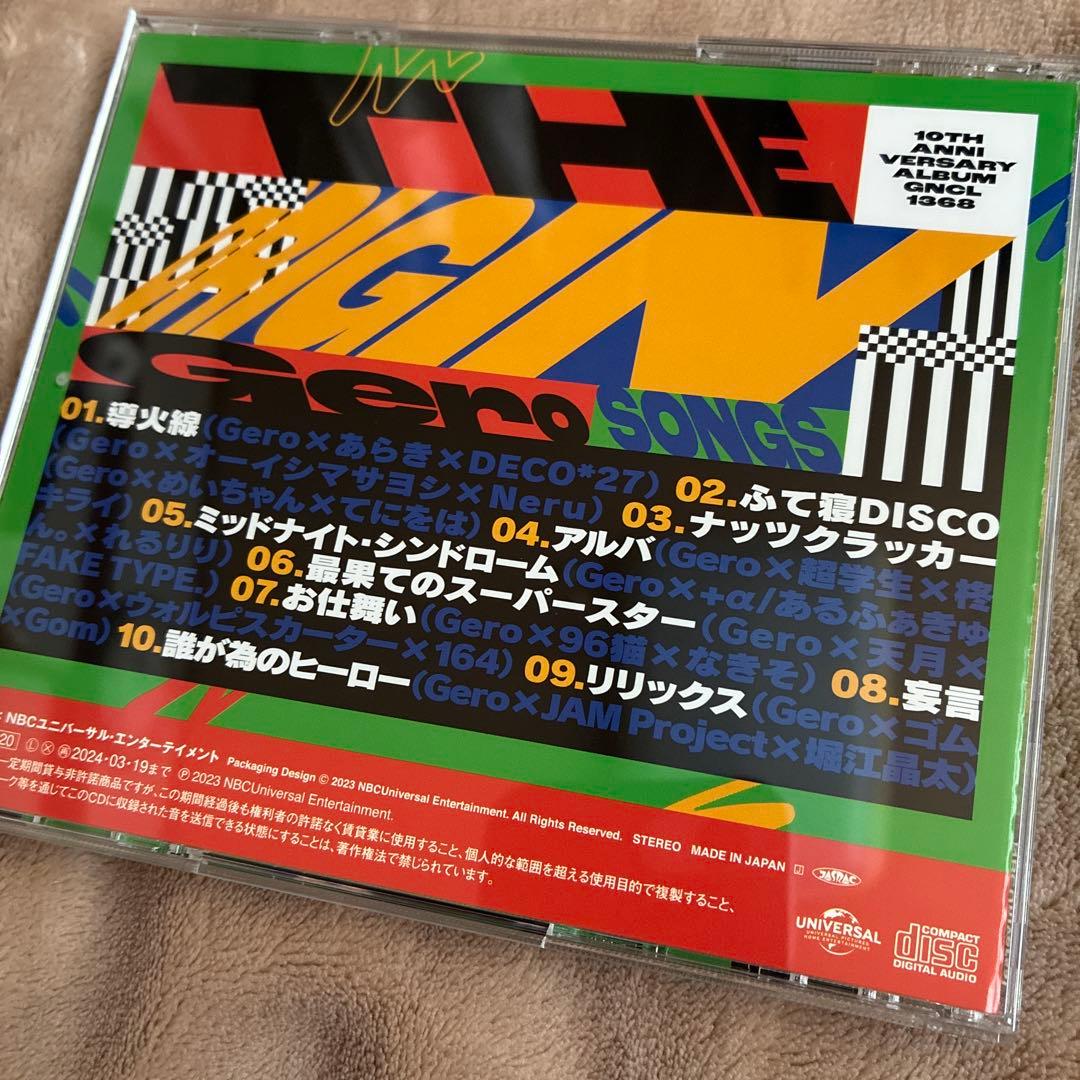 THE
10TH
ANNI
VERSARY
ALBUM
GNCL
1368
ORIGIN
Gero SONGS
01.導火線(Gero×あらき×DECO*27) 02.ふて寝DISCO
(Gero×オーイシマサヨシ×Neru) 03.ナッツクラッカー
(Gero×めいちゃん×てにをは) 04.アルバ(Gero×超学生×柊
キライ) 05.ミッドナイト・シンドローム(Gero×+α/あるふぁきゅ
ん。×れるりり) 06.最果てのスーパースター(Gero×天月×
FAKE TYPE.) 07.お仕舞い(Gero×96猫×なきそ) 08.妄言
(Gero×ウォルピスカーター×164) 09.リリックス(Gero×ゴム
×Gom) 10.誰が為のヒーロー(Gero×JAM Project×堀江晶太)
NBCユニバーサル・エンターテイメント Packaging Design © 2023 NBCUniversal Entertainment. All Rights Reserved. STEREO MADE IN JAPAN J JASRAC
20 L X 再 2024・03・19まで ℗ 2023 NBCUniversal Entertainment.
一定期間貸与非許諾商品ですが、この期間経過後も権利者の許諾なく賃貸業に使用すること、個人的な範囲を超える使用目的で複製すること、
ーク等を通じてこのCDに収録された音を送信できる状態にすることは、著作権法で禁じられています。
UNIVERSAL
UNIVERSAL PICTURES
HOME ENTERTAINMENT
COMPACT
disc
DIGITAL AUDIO